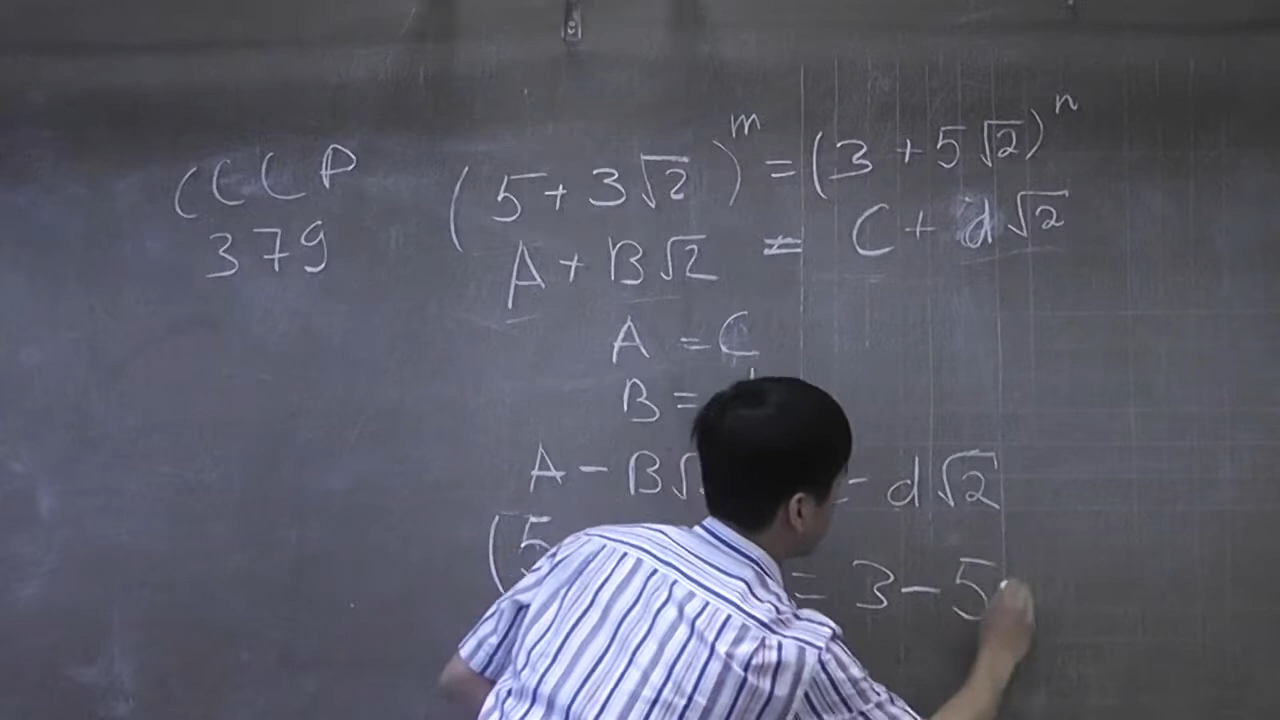 CCCP
379
(5+3√2)^m = (3+5√2)^n
A+B√2 = C+d√2
A = C
B =
A - B√ - d√2
(5 = 3-5